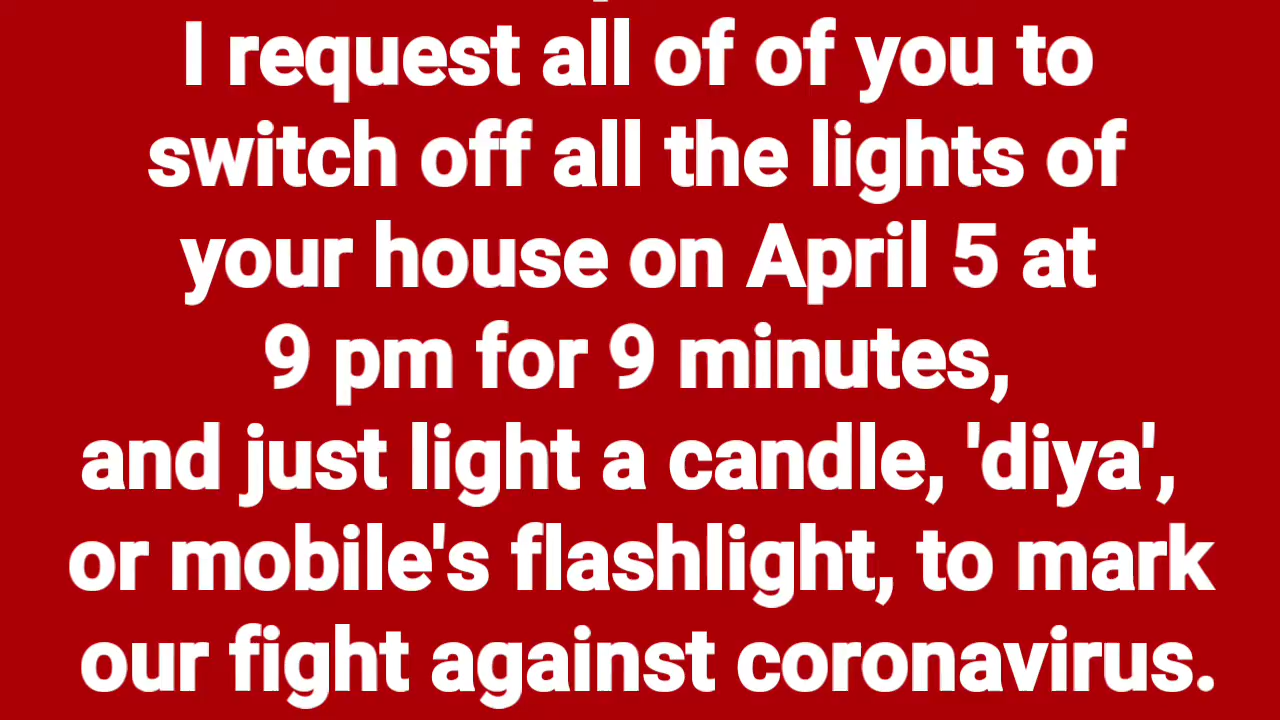 I request all of of you to
switch off all the lights of
your house on April 5 at
9 pm for 9 minutes,
and just light a candle, 'diya',
or mobile's flashlight, to mark
our fight against coronavirus.